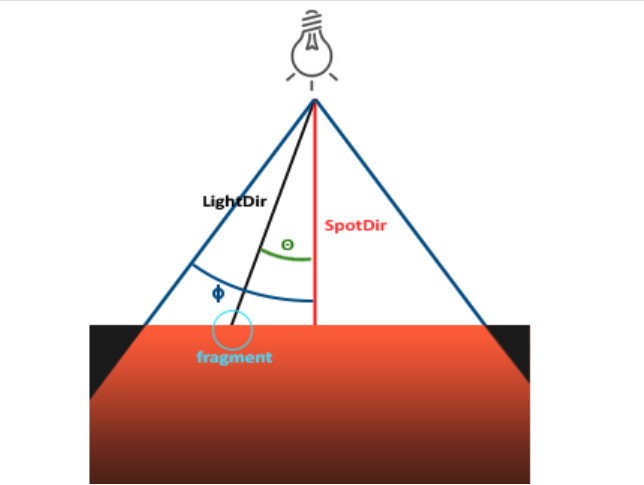 LightDir
SpotDir
Θ
ϕ
fragment